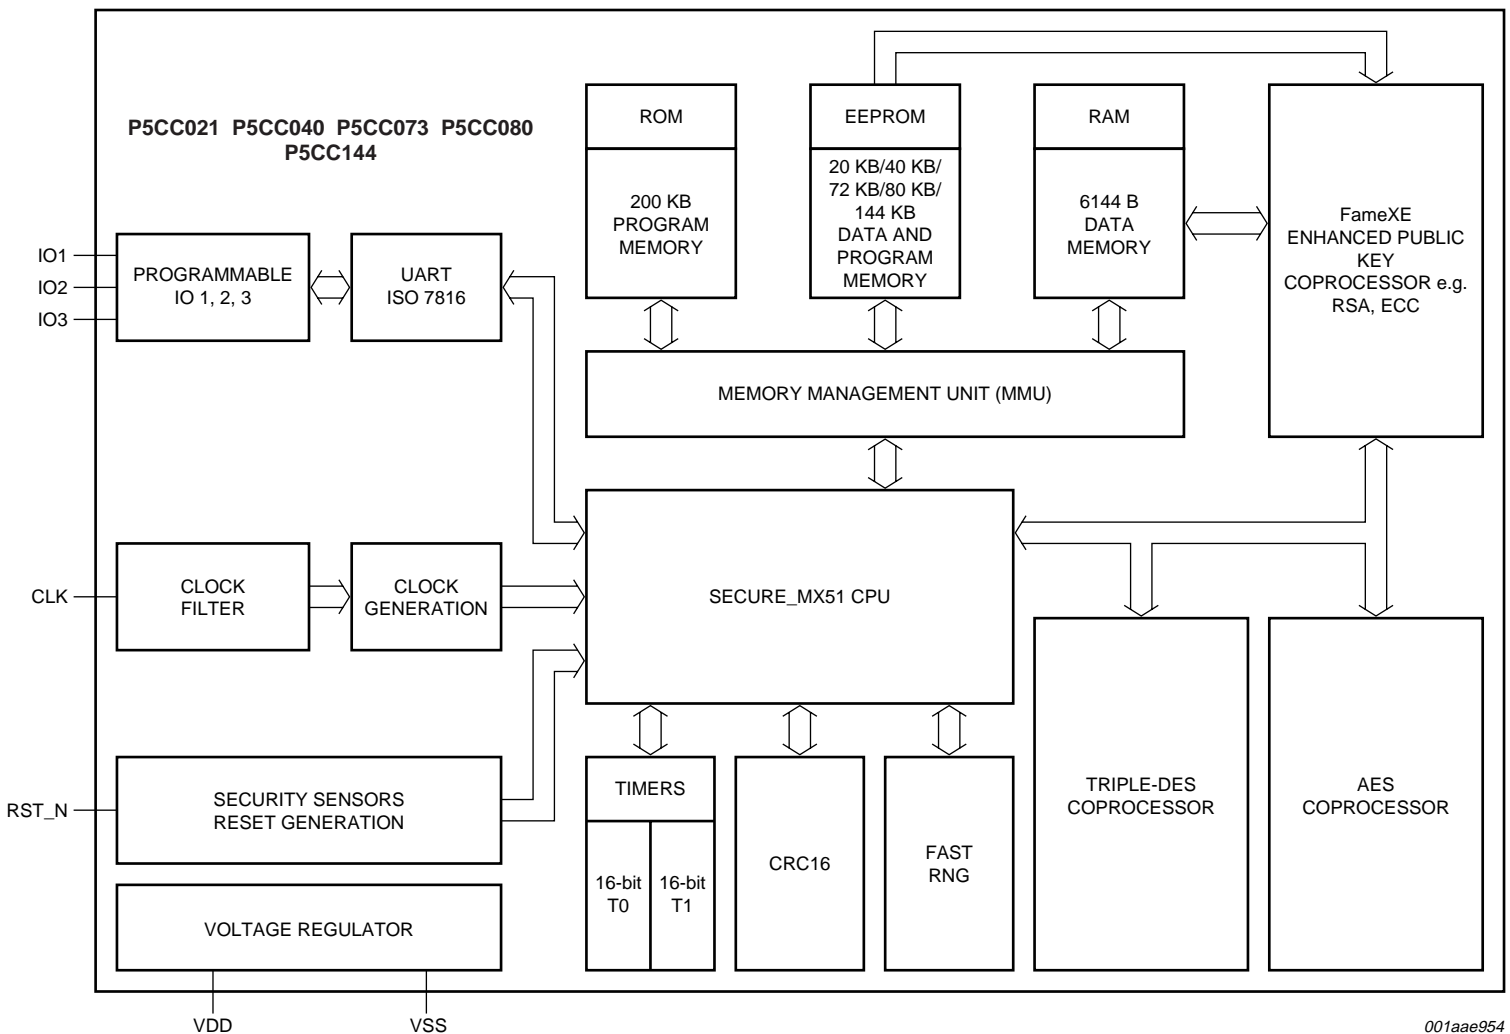 P5CC021 P5CC040 P5CC073 P5CC080
P5CC144
ROM
200 KB
PROGRAM
MEMORY
EEPROM
20 KB/40 KB/
72 KB/80 KB/
144 KB
DATA AND
PROGRAM
MEMORY
RAM
6144 B
DATA
MEMORY
FameXE
ENHANCED PUBLIC
KEY
COPROCESSOR e.g.
RSA, ECC
IO1
IO2
IO3
PROGRAMMABLE
IO 1, 2, 3
UART
ISO 7816
MEMORY MANAGEMENT UNIT (MMU)
CLK
CLOCK
FILTER
CLOCK
GENERATION
SECURE_MX51 CPU
RST_N
SECURITY SENSORS
RESET GENERATION
TIMERS
16-bit
T0
16-bit
T1
CRC16
FAST
RNG
TRIPLE-DES
COPROCESSOR
AES
COPROCESSOR
VOLTAGE REGULATOR
VDD
VSS
001aae954